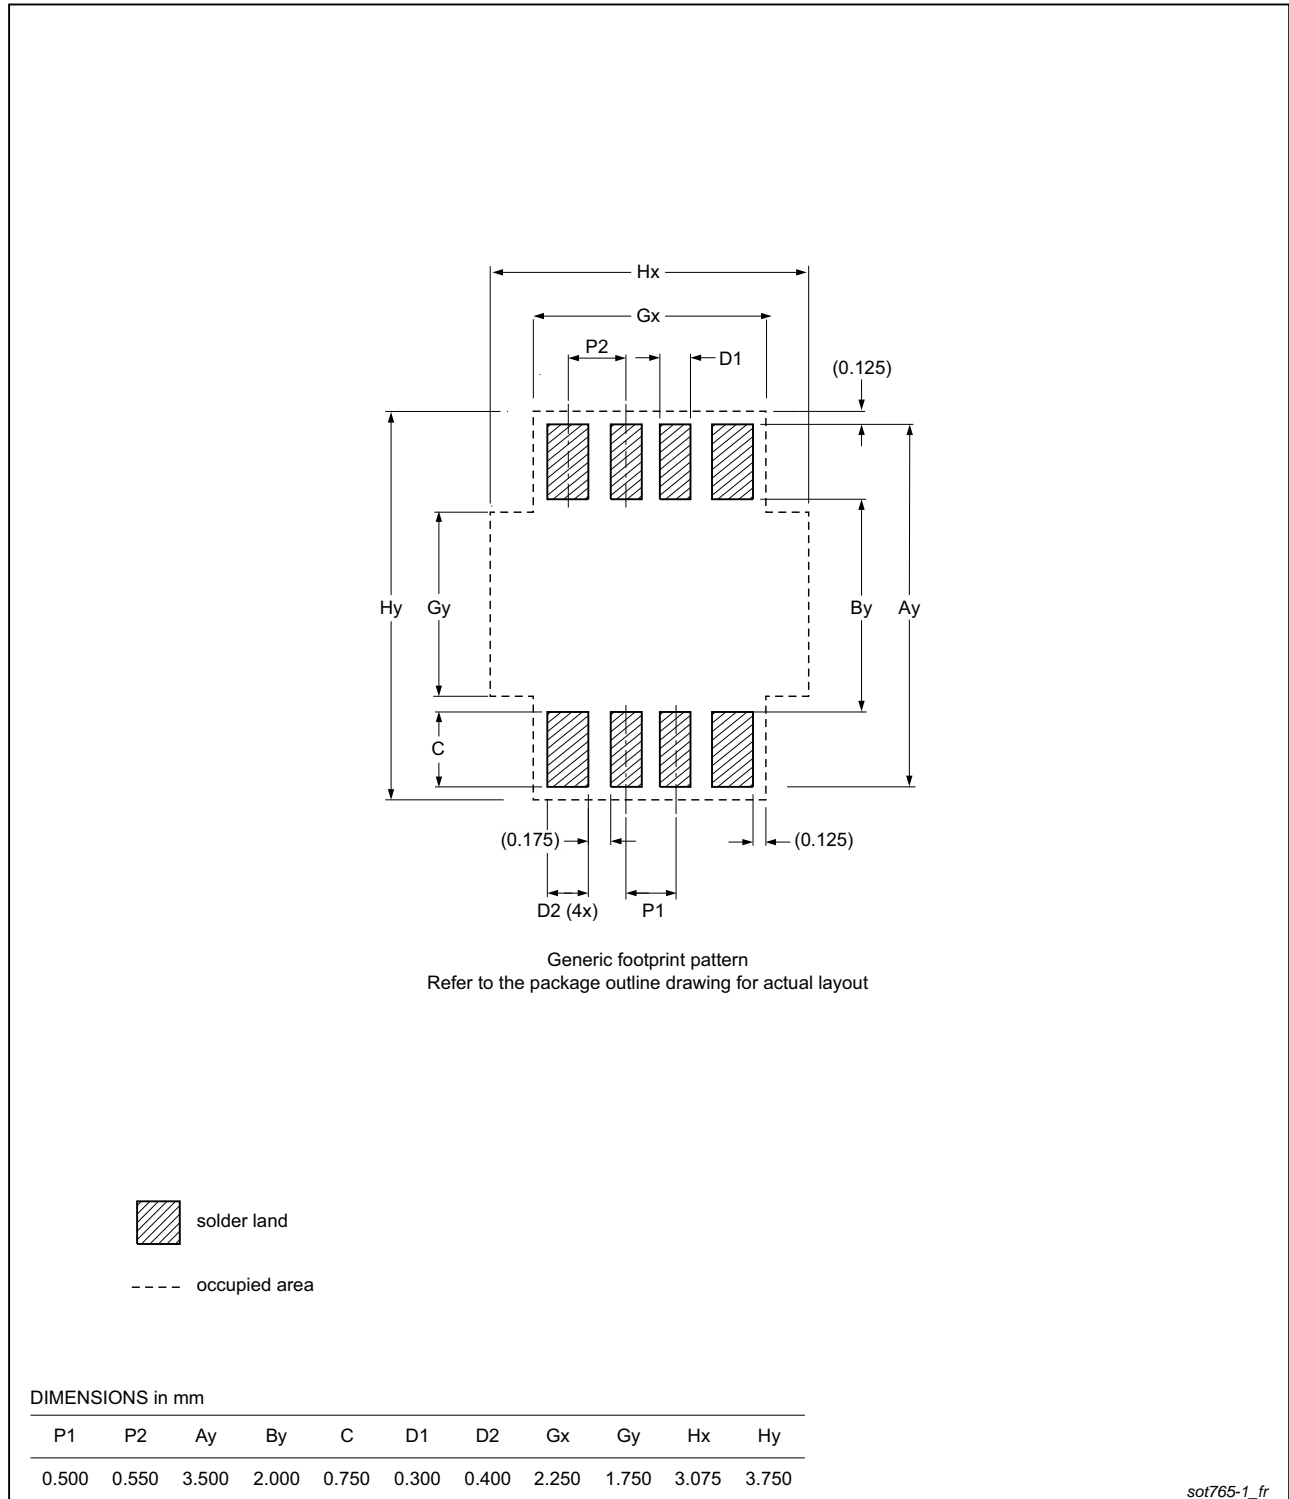 Hx
Gx
P2
D1
(0.125)
Hy
Gy
By
Ay
C
(0.175)
(0.125)
D2 (4x)
P1
Generic footprint pattern
Refer to the package outline drawing for actual layout
solder land
occupied area
DIMENSIONS in mm
P1 P2 Ay By C D1 D2 Gx Gy Hx Hy
0.500 0.550 3.500 2.000 0.750 0.300 0.400 2.250 1.750 3.075 3.750
sot765-1_fr